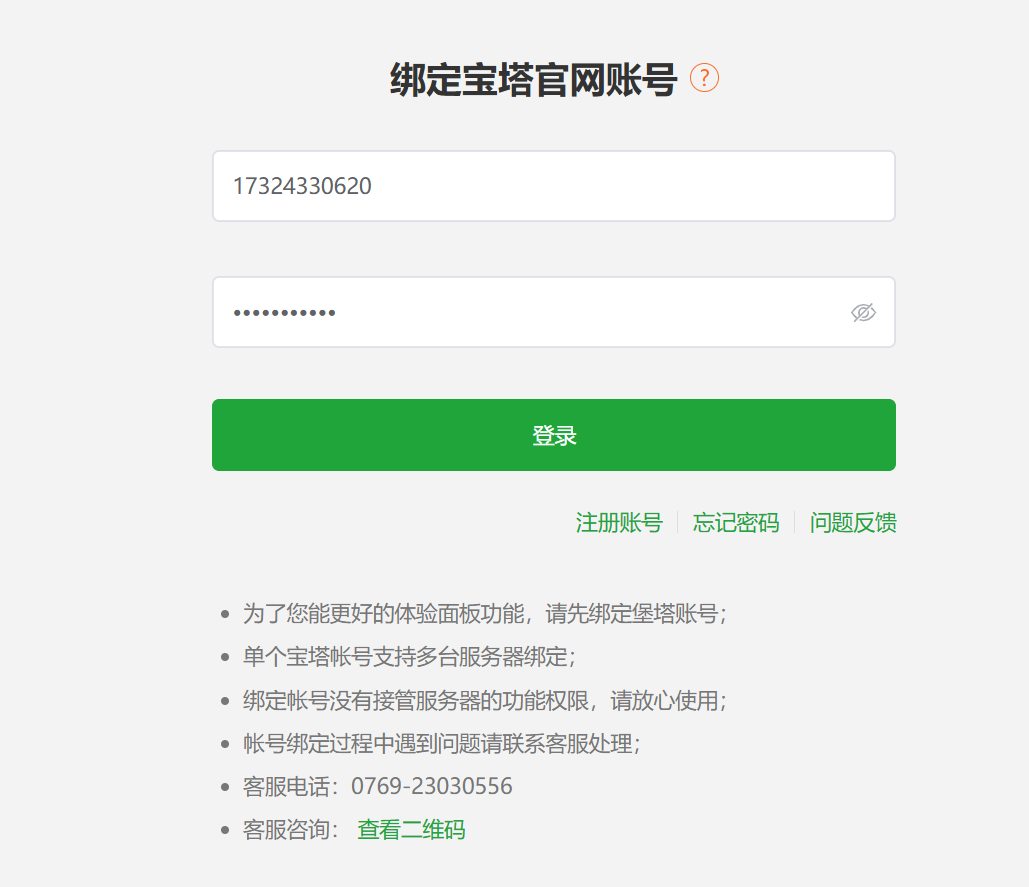 绑定宝塔官网账号 ?
17324330620
•••••••••••
登录
注册账号 忘记密码 问题反馈
• 为了您能更好的体验面板功能，请先绑定堡塔账号；
• 单个宝塔帐号支持多台服务器绑定；
• 绑定帐号没有接管服务器的功能权限，请放心使用；
• 帐号绑定过程中遇到问题请联系客服处理；
• 客服电话：0769-23030556
• 客服咨询： 查看二维码